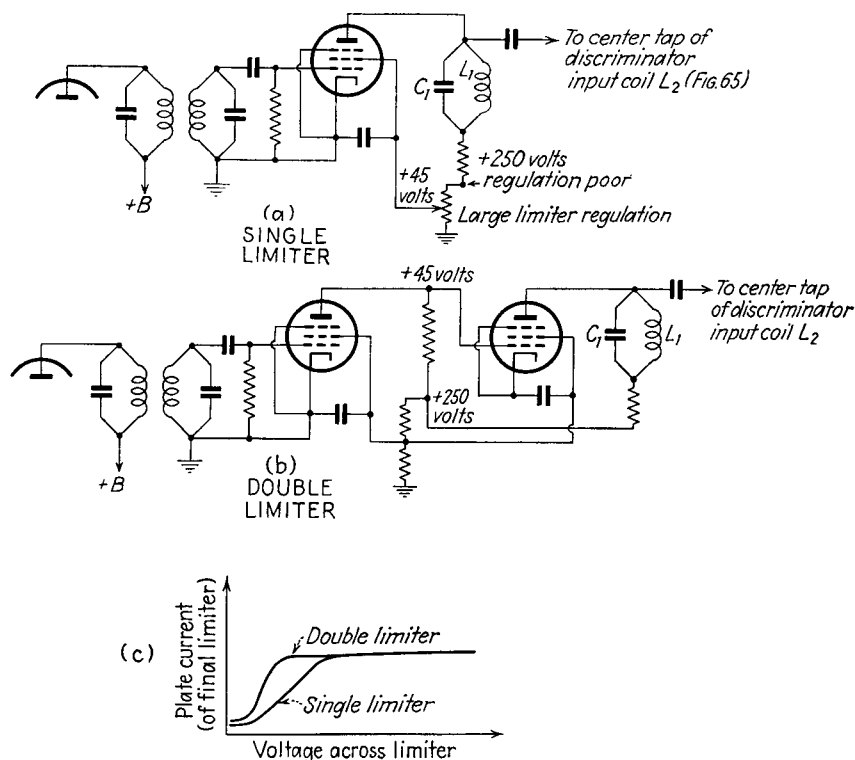 To center tap of
discriminator
input coil L2 (FIG. 65)
C1
L1
+250 volts
regulation poor
+45
volts
Large limiter regulation
+B
(a)
SINGLE
LIMITER
+45 volts
To center tap
of discriminator
input coil L2
C1
L1
+250
volts
+B
(b)
DOUBLE
LIMITER
(c)
Plate current
(of final limiter)
Double limiter
Single limiter
Voltage across limiter